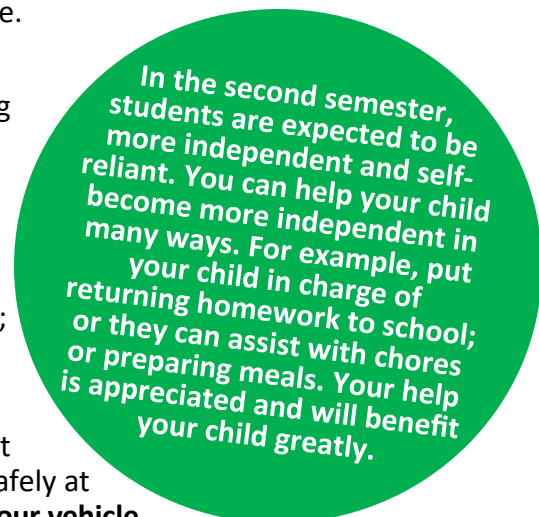 e.
g
In the second semester,
students are expected to be
more independent and self-
reliant. You can help your child
become more independent in
many ways. For example, put
your child in charge of
returning homework to school;
or they can assist with chores
or preparing meals. Your help
is appreciated and will benefit
your child greatly.
;
t
afely at
our vehicle